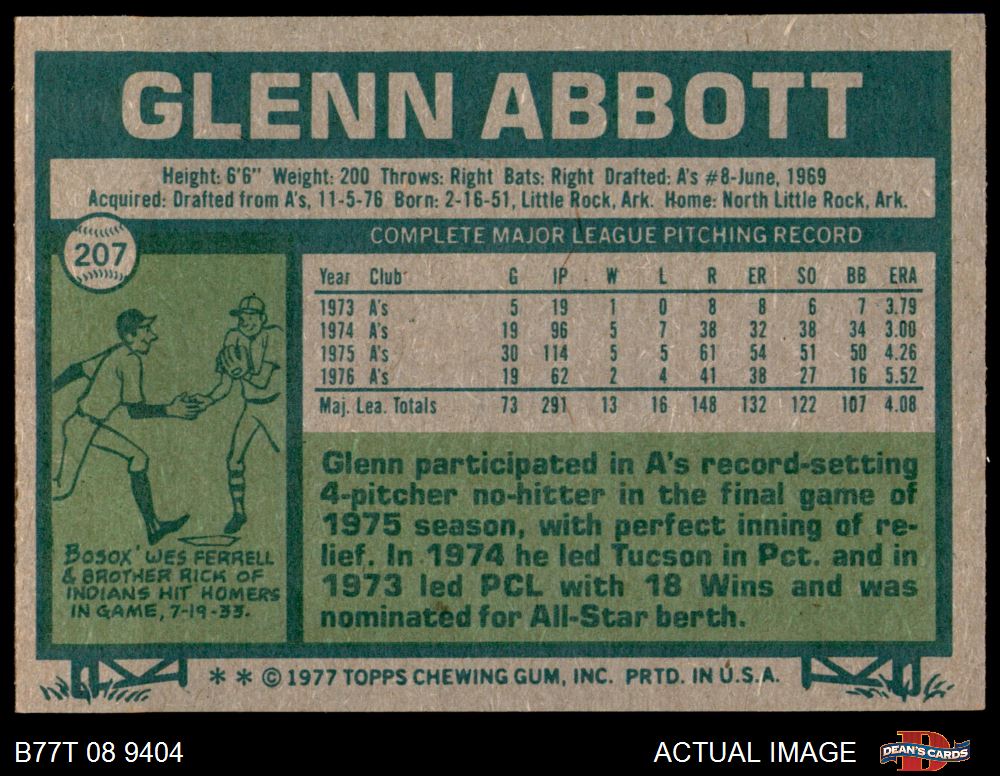 GLENN ABBOTT
Height: 6'6" Weight: 200 Throws: Right Bats: Right Drafted: A's #8-June, 1969
Acquired: Drafted from A's, 11-5-76 Born: 2-16-51, Little Rock, Ark. Home: North Little Rock, Ark.
207
COMPLETE MAJOR LEAGUE PITCHING RECORD
Year Club G IP W L R ER SO BB ERA
1973 A's 5 19 1 0 8 8 6 7 3.79
1974 A's 19 96 5 7 38 32 38 34 3.00
1975 A's 30 114 5 5 61 54 51 50 4.26
1976 A's 19 62 2 4 41 38 27 16 5.52
Maj. Lea. Totals 73 291 13 16 148 132 122 107 4.08
BOSOX' WES FERRELL
& BROTHER RICK OF
INDIANS HIT HOMERS
IN GAME, 7-19-33.
Glenn participated in A's record-setting
4-pitcher no-hitter in the final game of
1975 season, with perfect inning of re-
lief. In 1974 he led Tucson in Pct. and in
1973 led PCL with 18 Wins and was
nominated for All-Star berth.
* * © 1977 TOPPS CHEWING GUM, INC. PRTD. IN U.S.A.
B77T 08 9404
ACTUAL IMAGE
D
DEAN'S CARDS